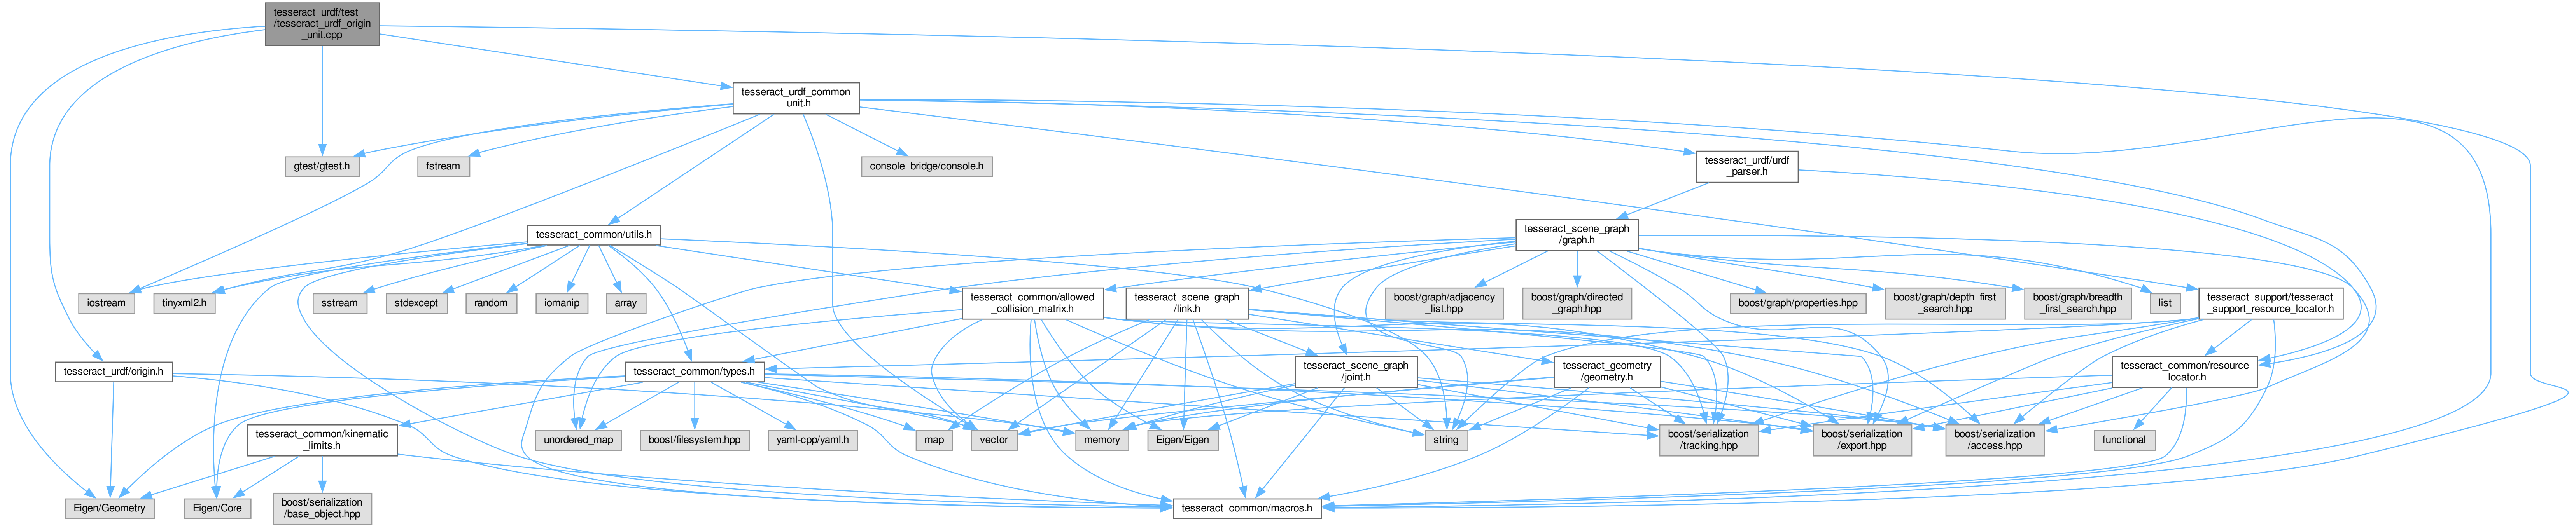 tesseract_urdf/test
/tesseract_urdf_origin
_unit.cpp
tesseract_urdf_common
_unit.h
gtest/gtest.h
fstream
console_bridge/console.h
tesseract_urdf/urdf
_parser.h
tesseract_common/utils.h
tesseract_scene_graph
/graph.h
iostream
tinyxml2.h
sstream
stdexcept
random
iomanip
array
tesseract_common/allowed
_collision_matrix.h
tesseract_scene_graph
/link.h
boost/graph/adjacency
_list.hpp
boost/graph/directed
_graph.hpp
boost/graph/properties.hpp
boost/graph/depth_first
_search.hpp
boost/graph/breadth
_first_search.hpp
list
tesseract_support/tesseract
_support_resource_locator.h
tesseract_urdf/origin.h
tesseract_common/types.h
tesseract_scene_graph
/joint.h
tesseract_geometry
/geometry.h
tesseract_common/resource
_locator.h
tesseract_common/kinematic
_limits.h
unordered_map
boost/filesystem.hpp
yaml-cpp/yaml.h
map
vector
memory
Eigen/Eigen
string
boost/serialization
/tracking.hpp
boost/serialization
/export.hpp
boost/serialization
/access.hpp
functional
Eigen/Geometry
Eigen/Core
boost/serialization
/base_object.hpp
tesseract_common/macros.h